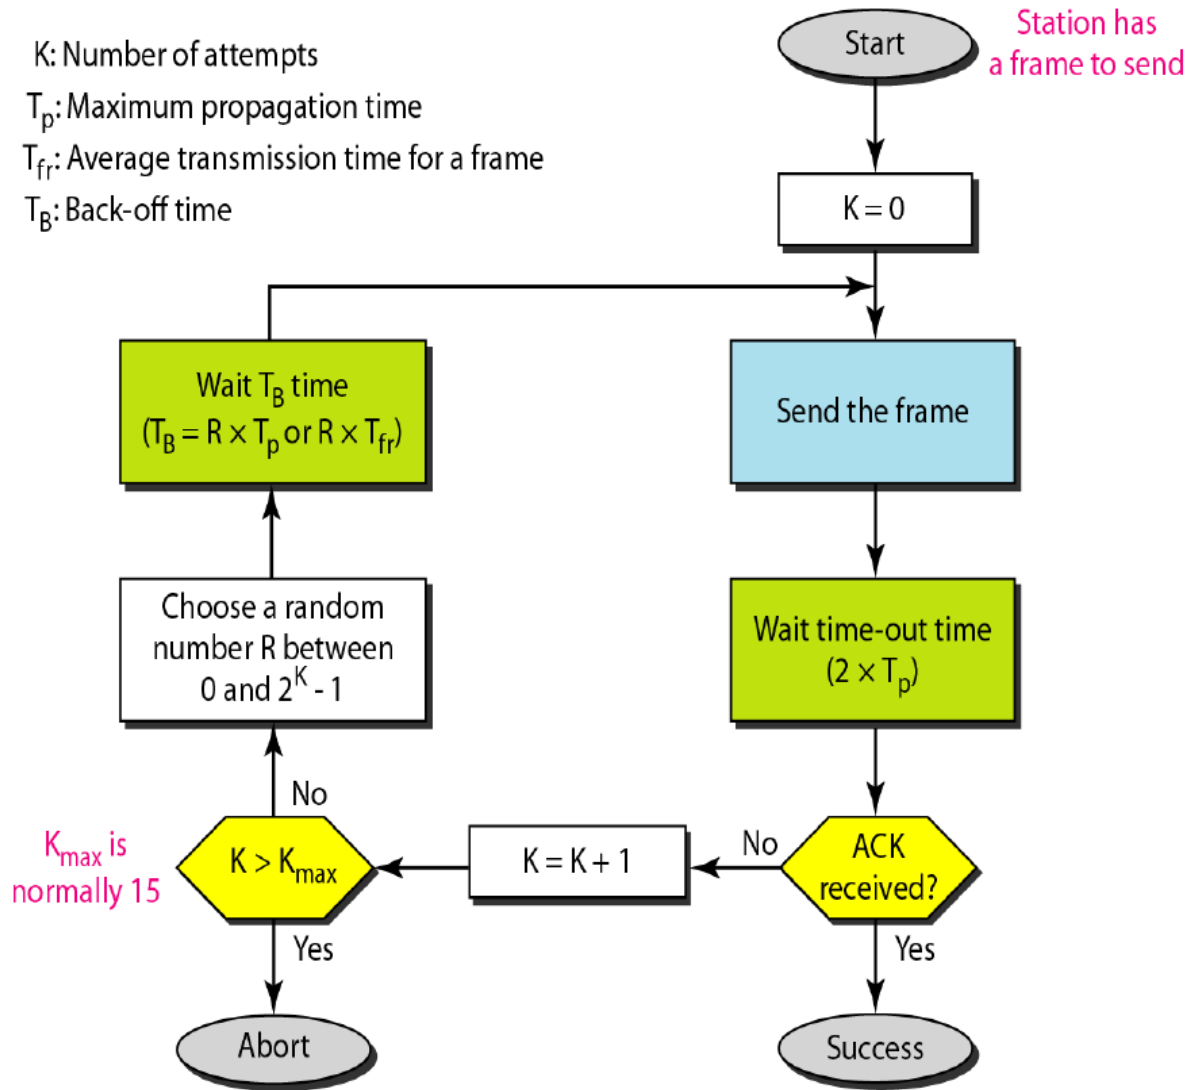 K: Number of attempts
Tp: Maximum propagation time
Tfr: Average transmission time for a frame
TB: Back-off time
Start
Station has
a frame to send
K = 0
Wait TB time
(TB = R × Tp or R × Tfr)
Send the frame
Choose a random
number R between
0 and 2^K - 1
Wait time-out time
(2 × Tp)
No
Kmax is
normally 15
K > Kmax
K = K + 1
No
ACK
received?
Yes
Yes
Abort
Success